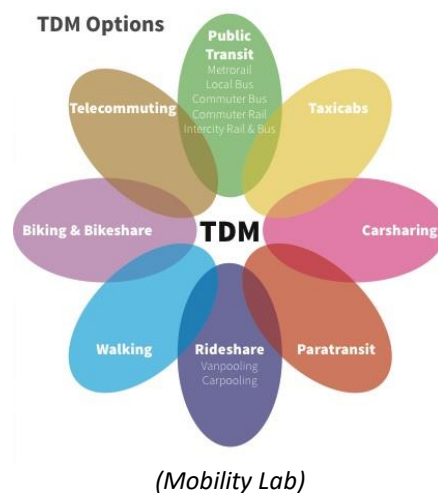 TDM Options
Public
Transit
Metrorail
Local Bus
Commuter Bus
Commuter Rail
Intercity Rail & Bus
Telecommuting
Taxicabs
Biking & Bikeshare
TDM
Carsharing
Walking
Rideshare
Vanpooling
Carpooling
Paratransit
(Mobility Lab)